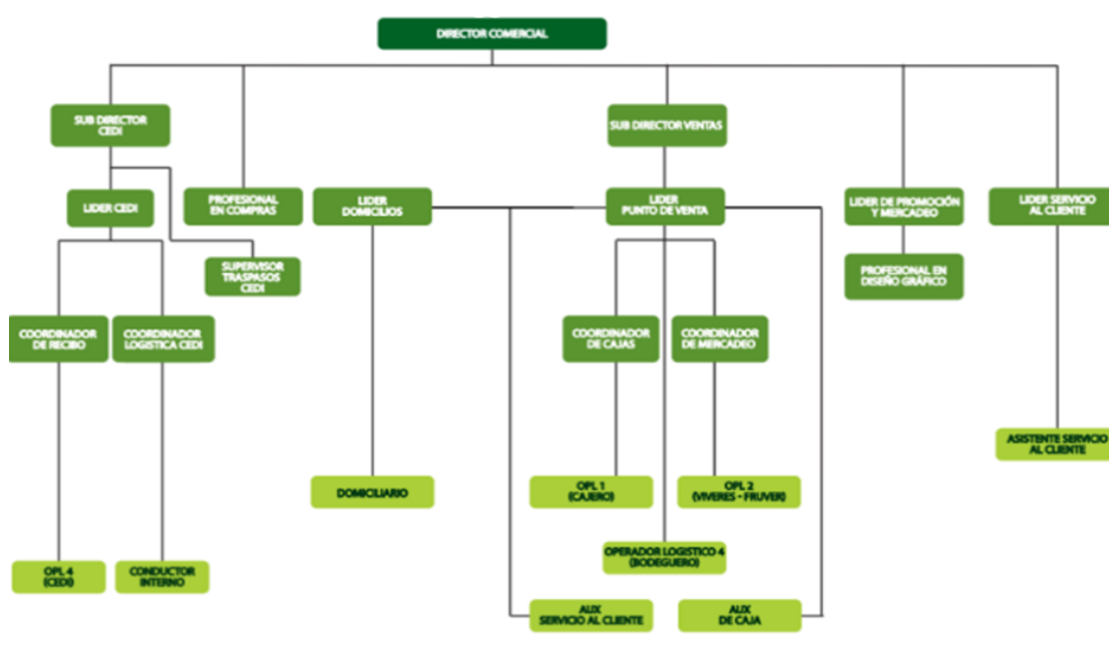 DIRECTOR COMERCIAL
SUB DIRECTOR
CEDI
SUB DIRECTOR VENTAS
LIDER CEDI
PROFESIONAL
EN COMPRAS
LIDER
DOMICILIOS
LIDER
PUNTO DE VENTA
LIDER DE PROMOCIÓN
Y MERCADEO
LIDER SERVICIO
AL CLIENTE
SUPERVISOR
TRASPASOS
CEDI
PROFESIONAL EN
DISEÑO GRÁFICO
COORDINADOR
DE RECIBO
COORDINADOR
LOGISTICA CEDI
COORDINADOR
DE CAJAS
COORDINADOR
DE MERCADEO
ASISTENTE SERVICIO
AL CLIENTE
DOMICILIARIO
OPL 1
(CAJERO)
OPL 2
(VIVERES - FRUVER)
OPERADOR LOGISTICO 4
(BODEGUERO)
OPL 4
(CEDI)
CONDUCTOR
INTERNO
AUX
SERVICIO AL CLIENTE
AUX
DE CAJA